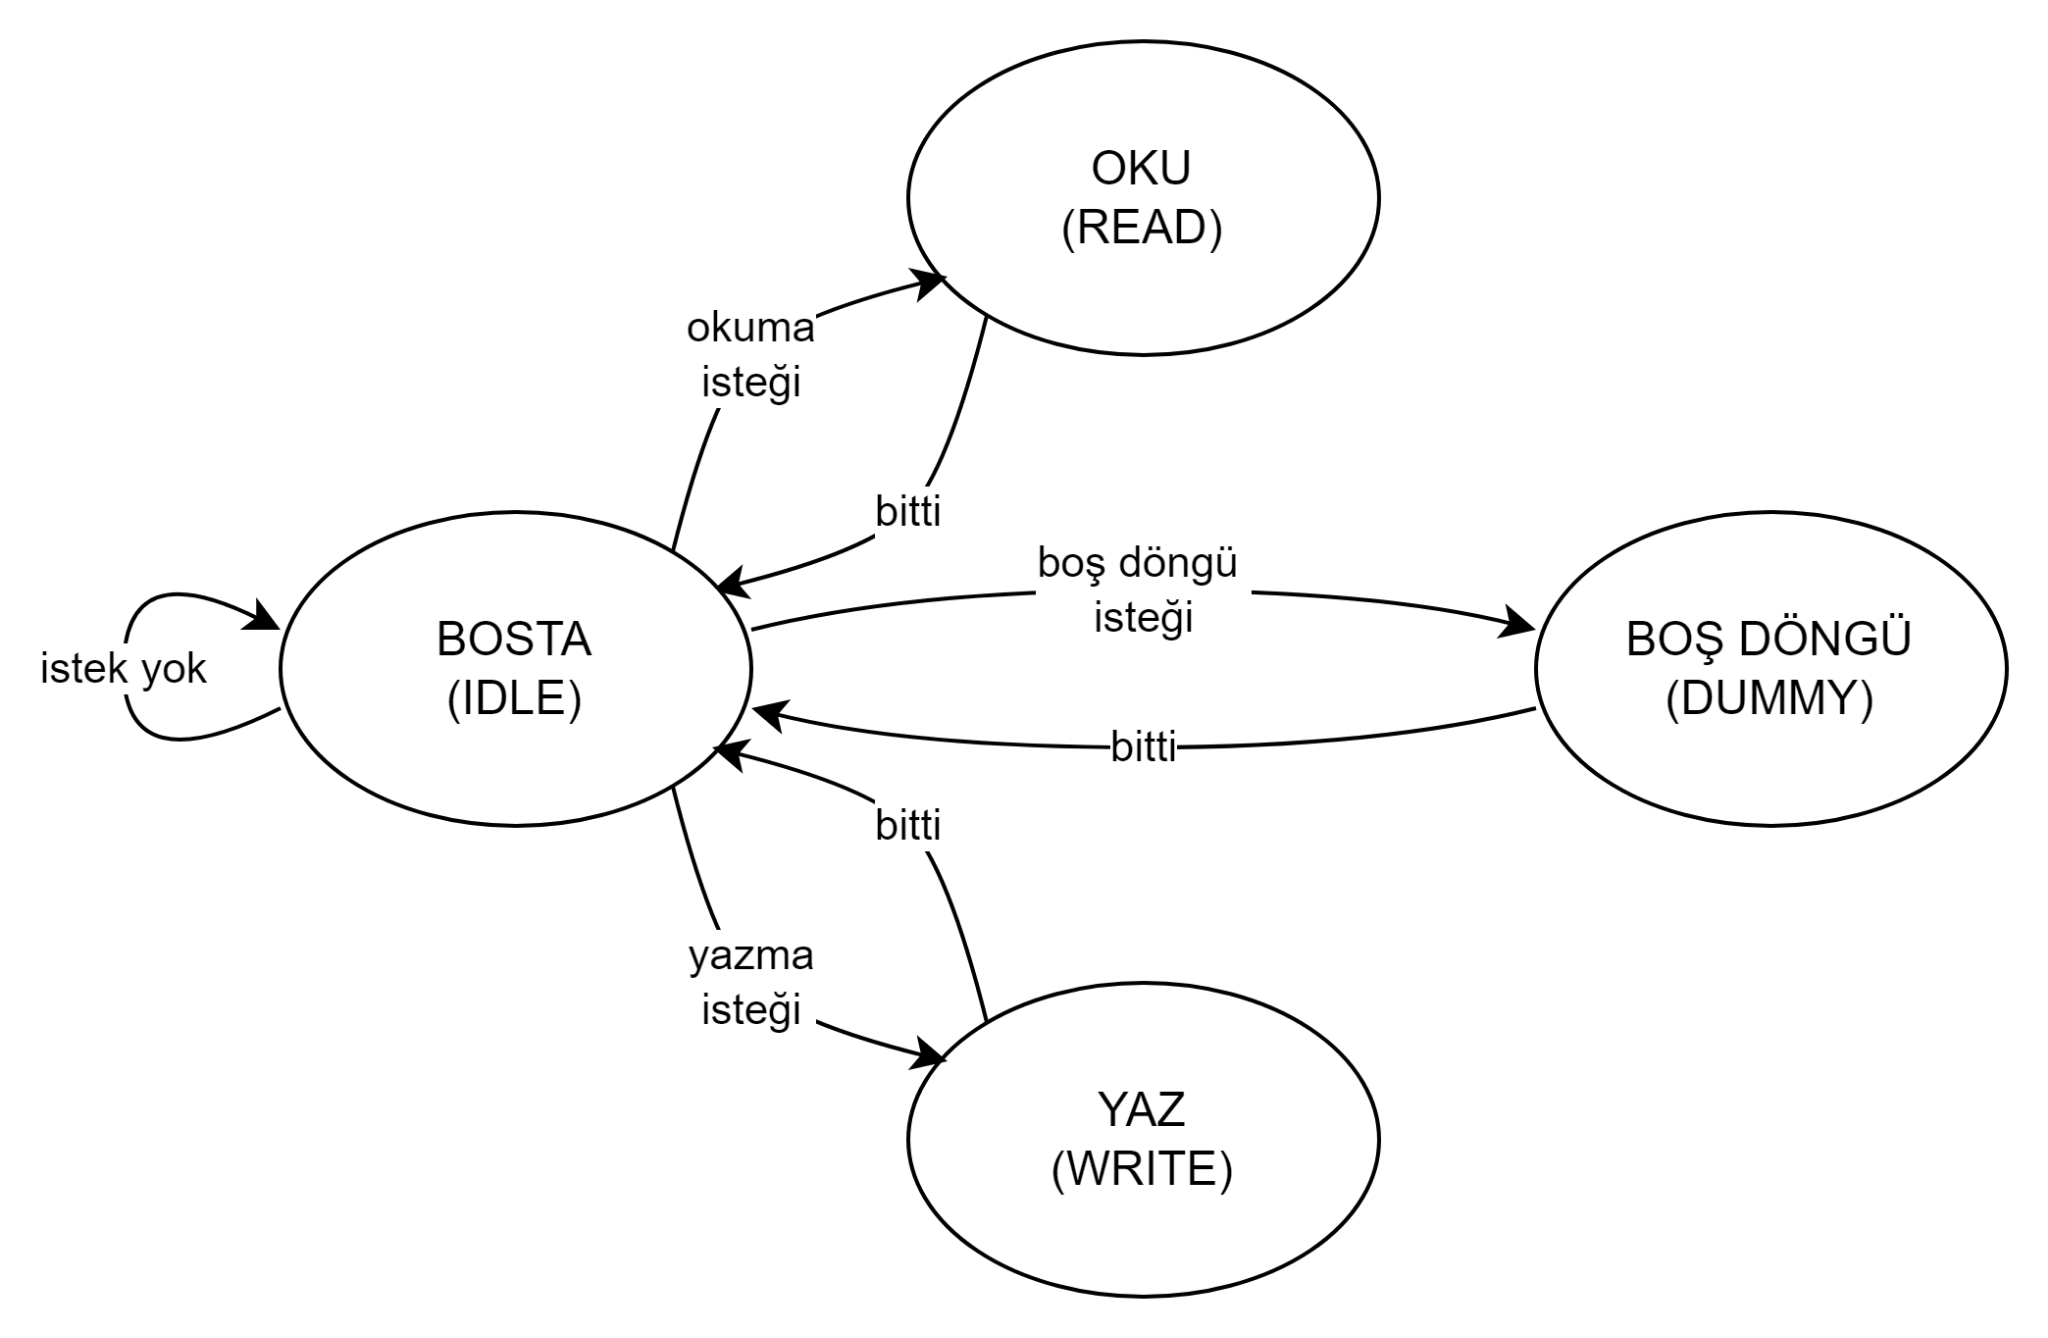 OKU
(READ)
okuma
isteği
bitti
boş döngü
isteği
BOSTA
(IDLE)
istek yok
BOŞ DÖNGÜ
(DUMMY)
bitti
bitti
yazma
isteği
YAZ
(WRITE)